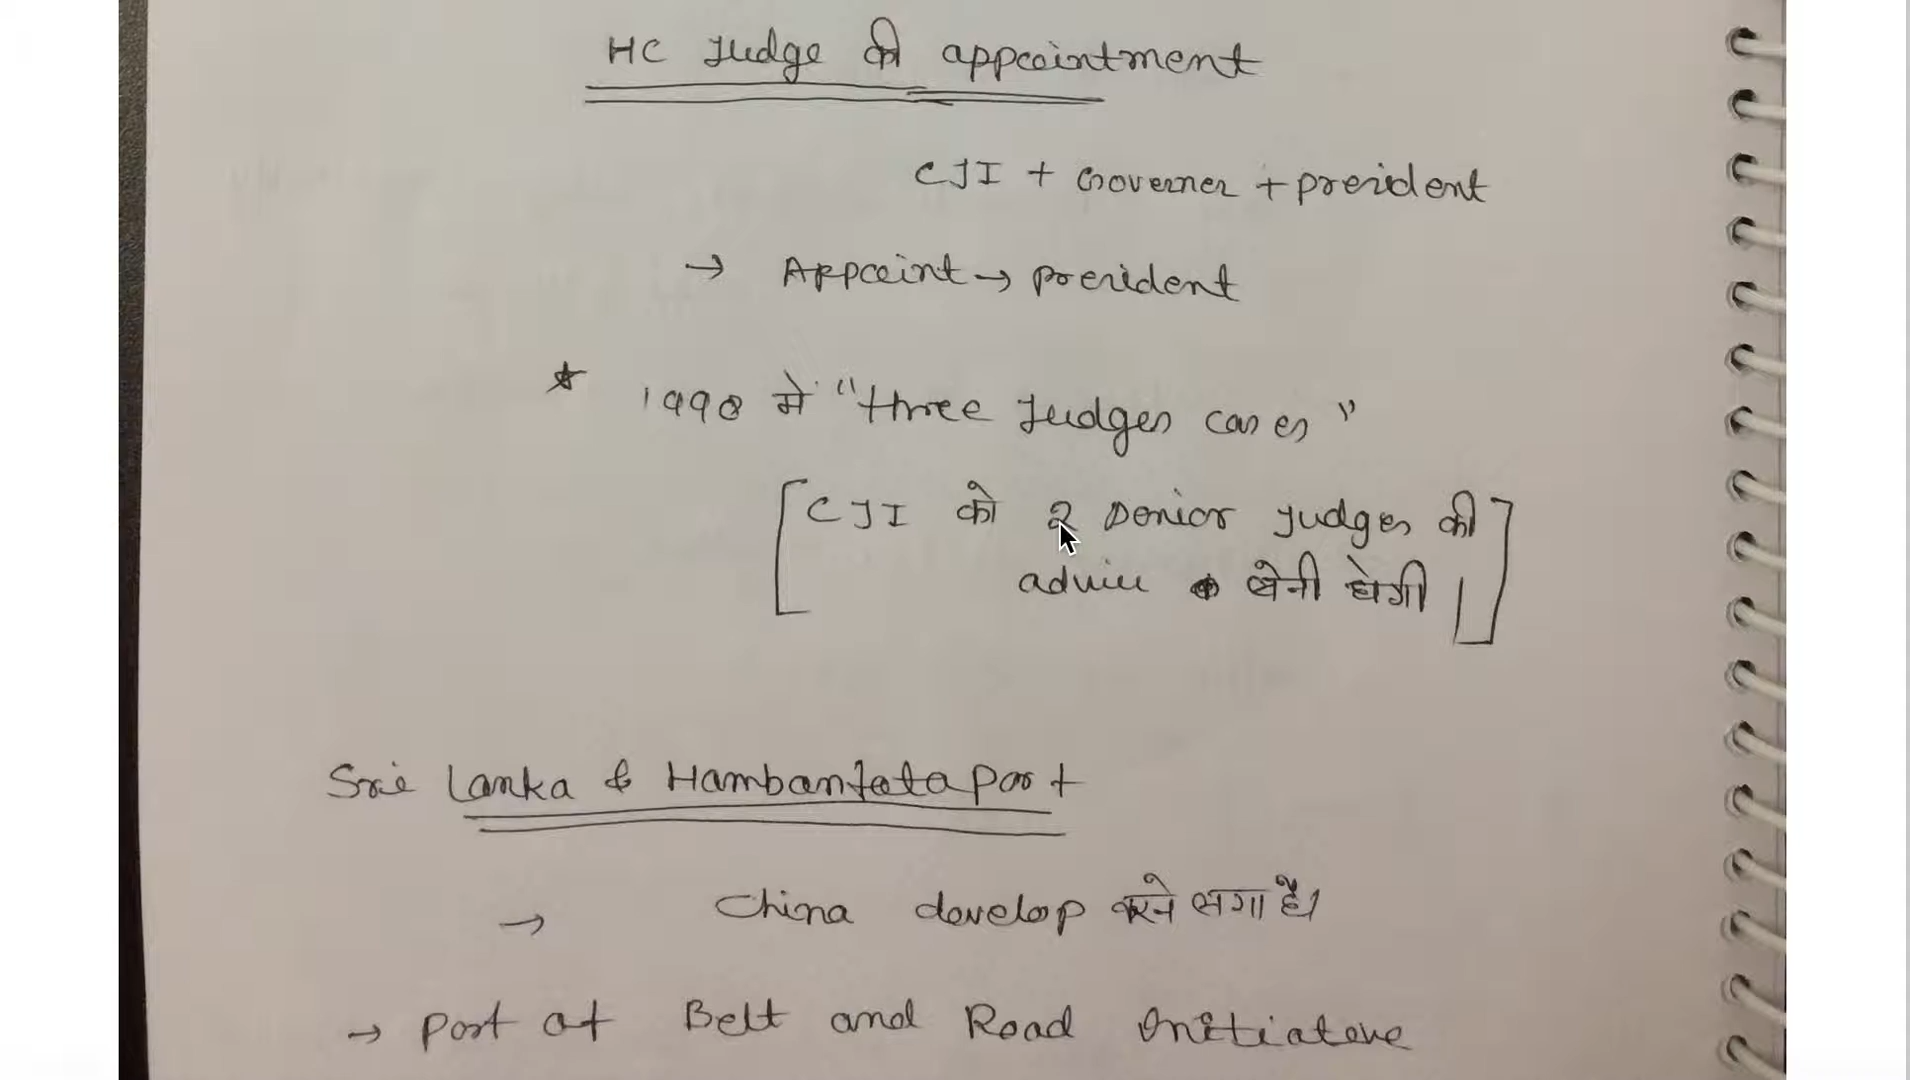 HC Judge की appointment
CJI + Governer + president
→ Appoint → president
* 1998 मे "three Judges cases"
[CJI को 2 senior judges की
advice लेनी होगी]
Sri Lanka & Hambantota Port
→ China develop करने लगा है।
→ Part of Belt and Road Initiative